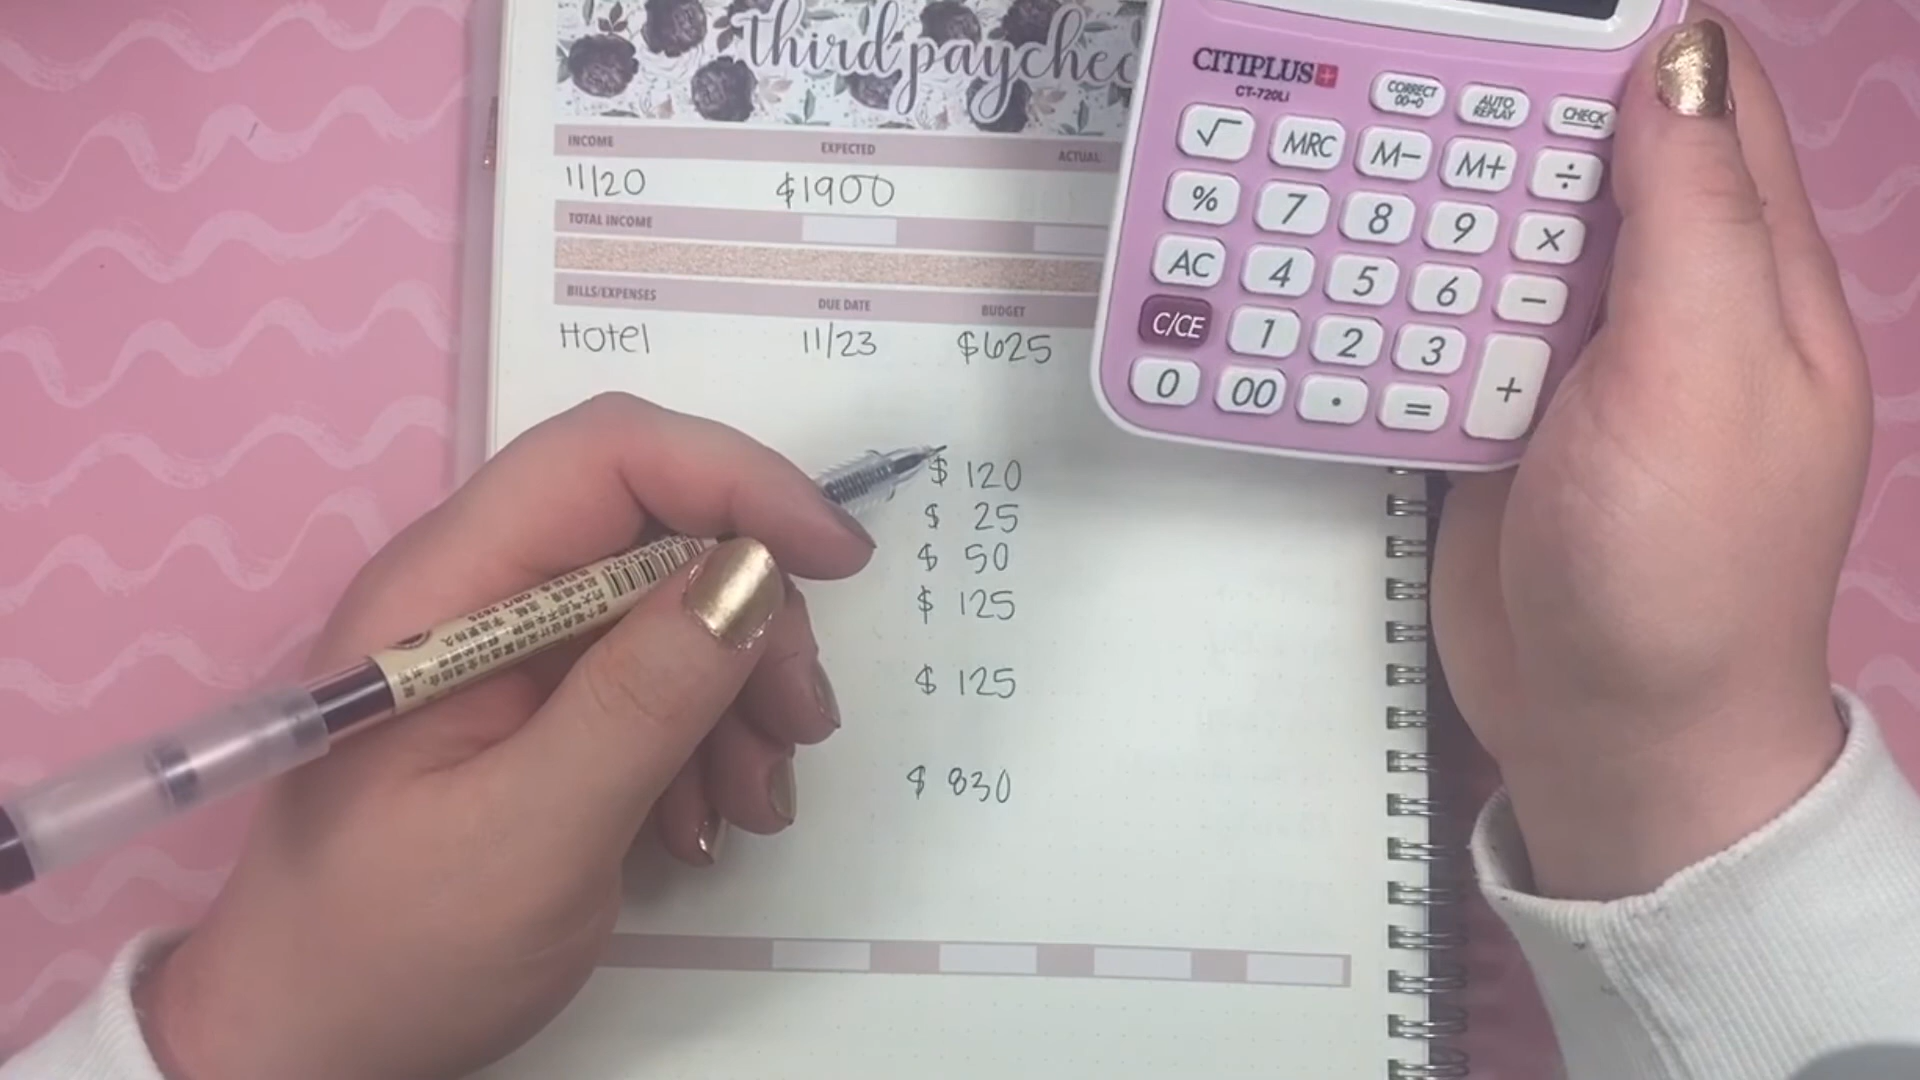 third paychec
INCOME EXPECTED ACTUAL
11/20 $1900
TOTAL INCOME
BILLS/EXPENSES DUE DATE BUDGET
Hotel 11/23 $625
$ 120
$ 25
$ 50
$ 125
$ 125
$ 830
CITIPLUS+
CT-720Li
CORRECT 00→0 AUTO REPLAY CHECK
√ MRC M− M+ ÷
% 7 8 9 ×
AC 4 5 6 −
C/CE 1 2 3 +
0 00 . =